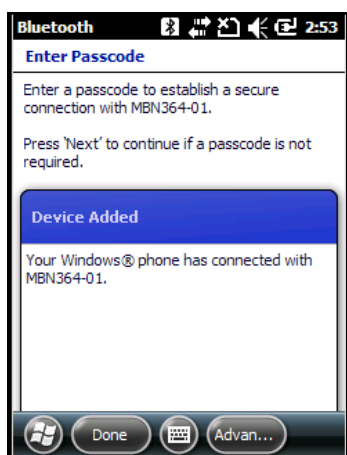 Bluetooth 2:53
Enter Passcode
Enter a passcode to establish a secure
connection with MBN364-01.
Press 'Next' to continue if a passcode is not
required.
Device Added
Your Windows® phone has connected with
MBN364-01.
Done Advan...